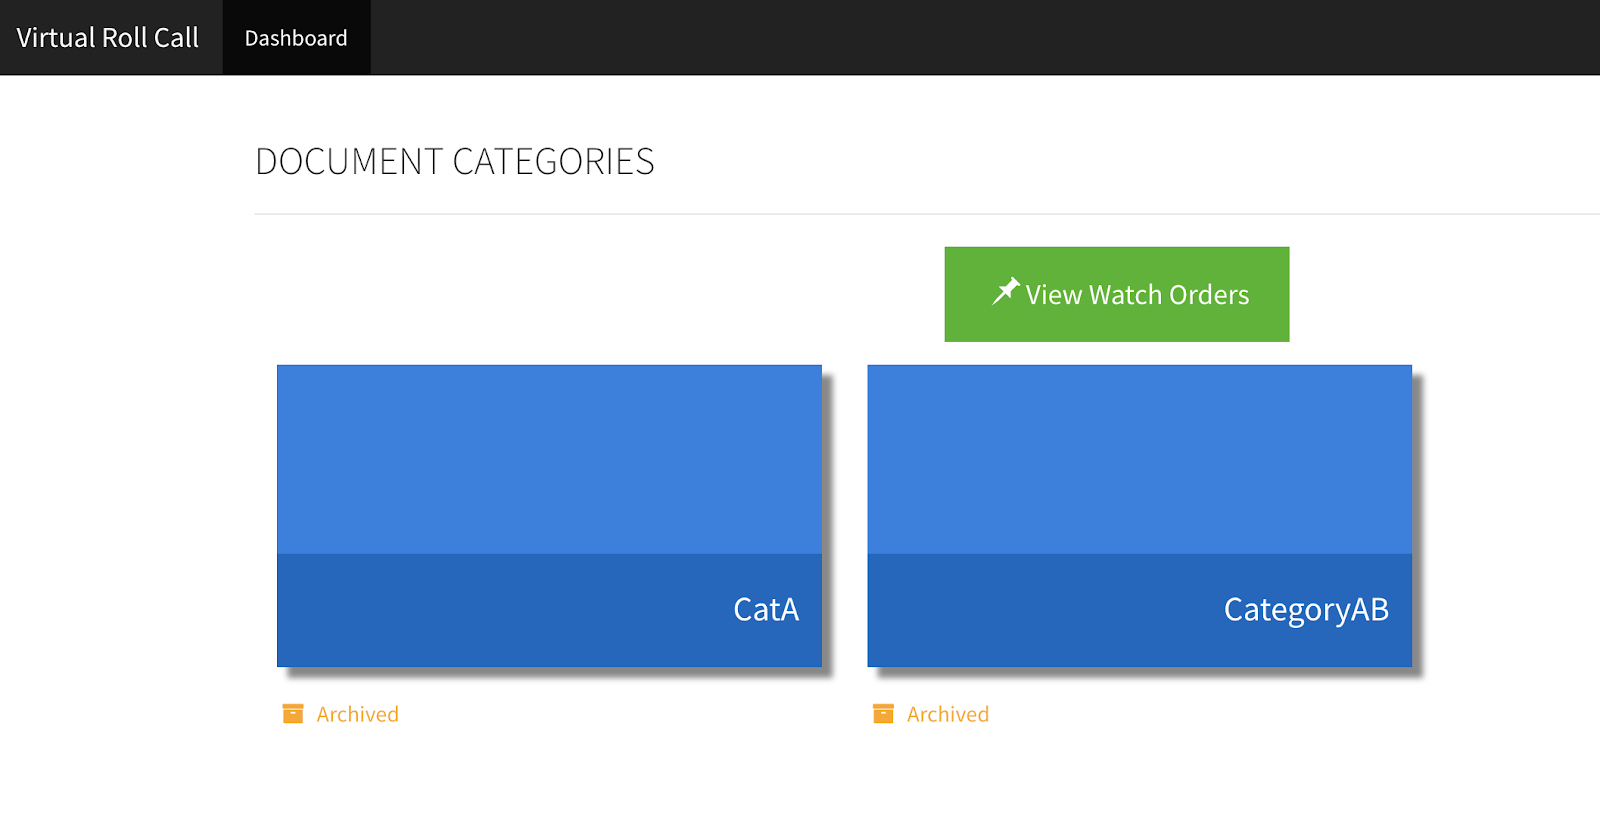 Virtual Roll Call Dashboard
DOCUMENT CATEGORIES
View Watch Orders
CatA
CategoryAB
Archived
Archived